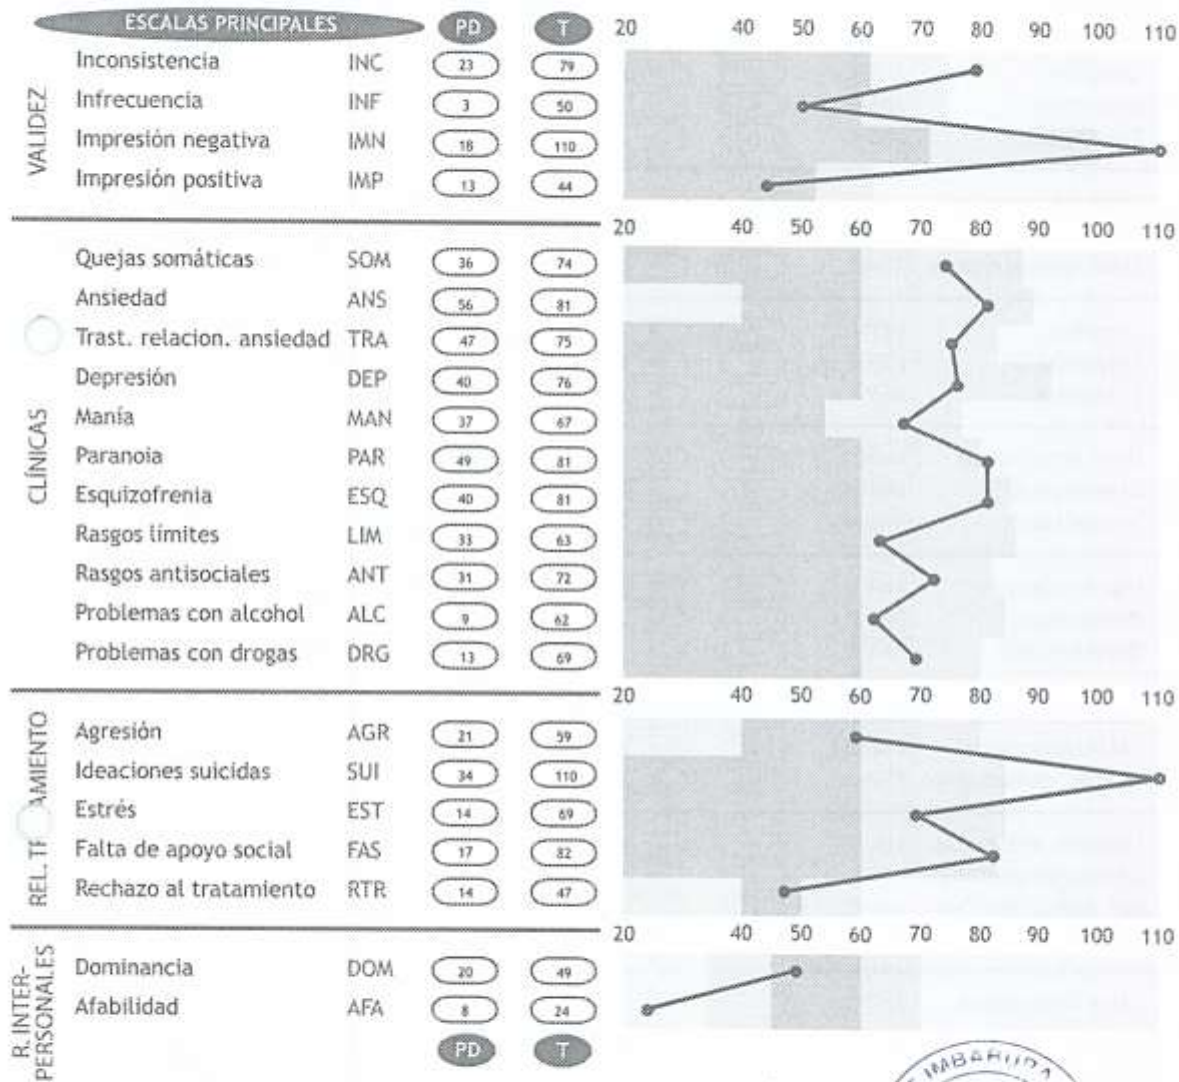 ESCALAS PRINCIPALES PD T 20 40 50 60 70 80 90 100 110
VALIDEZ
Inconsistencia INC 23 79
Infrecuencia INF 3 50
Impresión negativa IMN 18 110
Impresión positiva IMP 13 44
20 40 50 60 70 80 90 100 110
CLÍNICAS
Quejas somáticas SOM 36 74
Ansiedad ANS 56 81
Trast. relacion. ansiedad TRA 47 75
Depresión DEP 40 76
Manía MAN 37 67
Paranoia PAR 49 81
Esquizofrenia ESQ 40 81
Rasgos límites LIM 33 63
Rasgos antisociales ANT 31 72
Problemas con alcohol ALC 9 62
Problemas con drogas DRG 13 69
20 40 50 60 70 80 90 100 110
REL. TR AMIENTO
Agresión AGR 21 59
Ideaciones suicidas SUI 34 110
Estrés EST 14 69
Falta de apoyo social FAS 17 82
Rechazo al tratamiento RTR 14 47
20 40 50 60 70 80 90 100 110
R. INTER-
PERSONALES
Dominancia DOM 20 49
Afabilidad AFA 8 24
PD T
IMBABURA